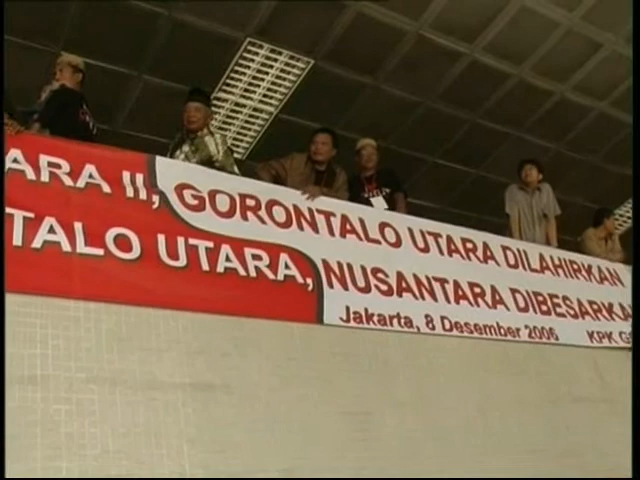 ARA II, GORONTALO UTARA DILAHIRKAN
TALO UTARA, NUSANTARA DIBESARKA
Jakarta, 8 Desember 2006
KPK G